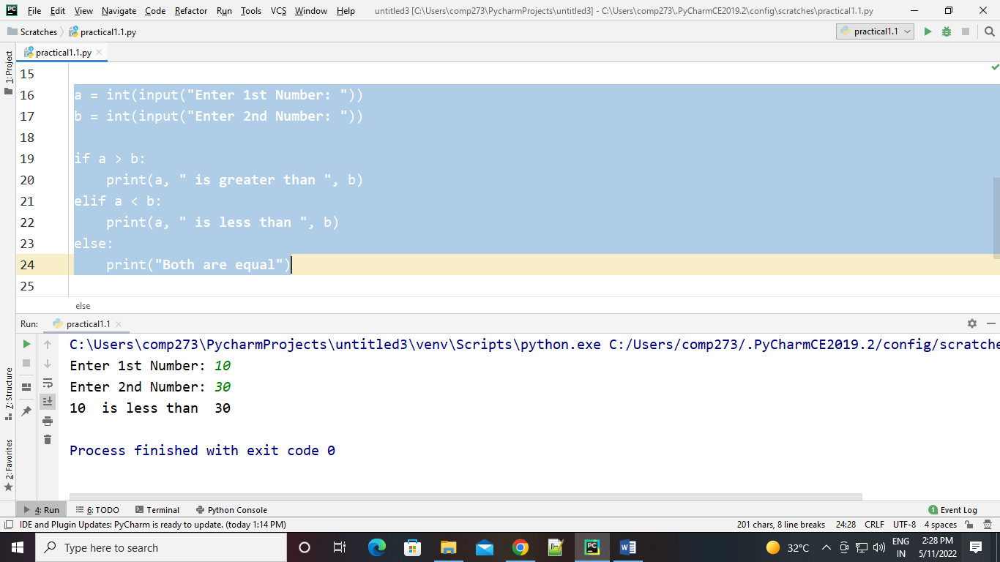 File Edit View Navigate Code Refactor Run Tools VCS Window Help untitled3 [C:\Users\comp273\PycharmProjects\untitled3] - C:\Users\comp273\.PyCharmCE2019.2\config\scratches\practical1.1.py
Scratches practical1.1.py practical1.1
practical1.1.py
1: Project
15
16 a = int(input("Enter 1st Number: "))
17 b = int(input("Enter 2nd Number: "))
18
19 if a > b:
20     print(a, " is greater than ", b)
21 elif a < b:
22     print(a, " is less than ", b)
23 else:
24     print("Both are equal")
25
else
Run: practical1.1
C:\Users\comp273\PycharmProjects\untitled3\venv\Scripts\python.exe C:/Users/comp273/.PyCharmCE2019.2/config/scratche
Enter 1st Number: 10
Enter 2nd Number: 30
10  is less than  30
Process finished with exit code 0
7: Structure
2: Favorites
4: Run 6: TODO Terminal Python Console 1 Event Log
IDE and Plugin Updates: PyCharm is ready to update. (today 1:14 PM) 201 chars, 8 line breaks 24:28 CRLF UTF-8 4 spaces
Type here to search 32°C ENG 2:28 PM
IN 5/11/2022